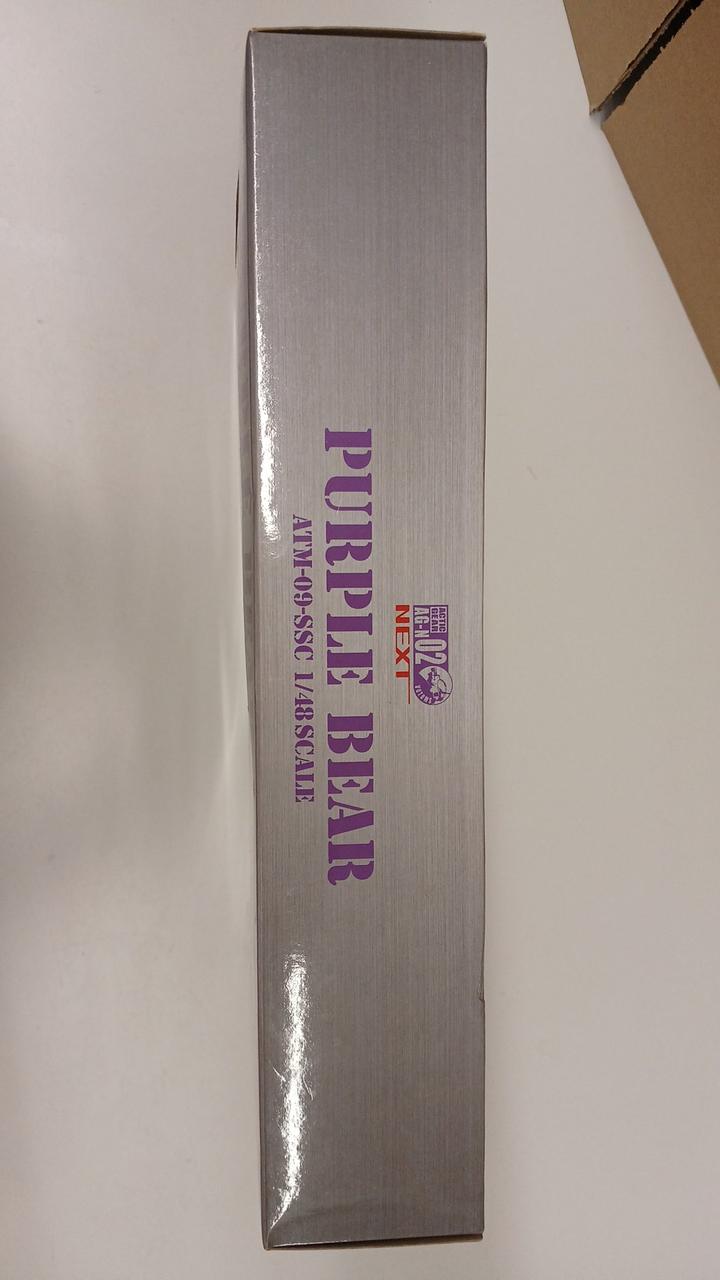 ACTIC
GEAR
AG-N 02
NEXT
PURPLE BEAR
ATM-09-SSC 1/48 SCALE